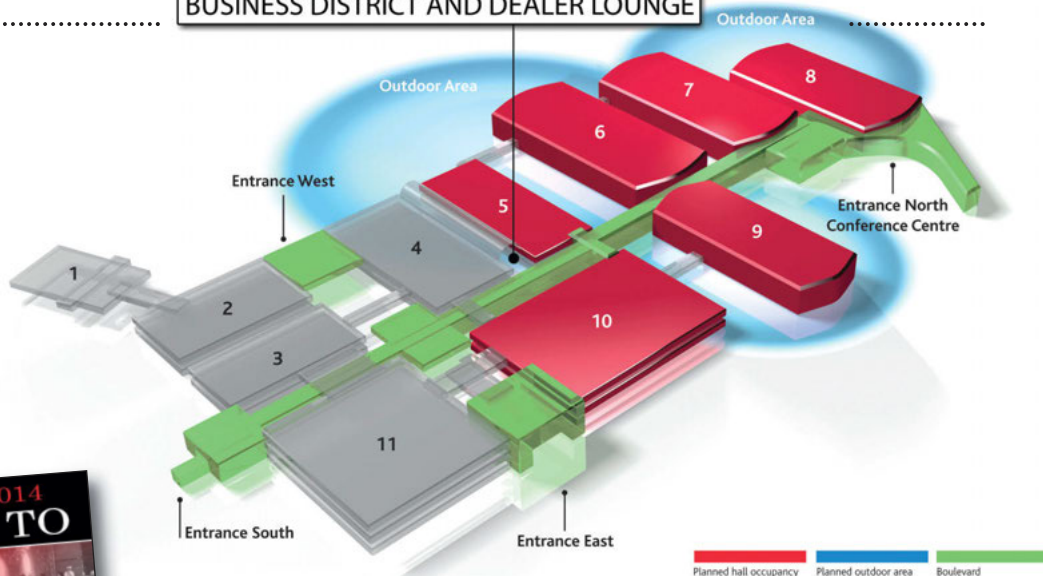 BUSINESS DISTRICT AND DEALER LOUNGE
Outdoor Area
8
7
Outdoor Area
6
Entrance West
5
Entrance North
Conference Centre
4
9
1
2
10
3
11
014
TO
Entrance South
Entrance East
Planned hall occupancy
Planned outdoor area
Boulevard